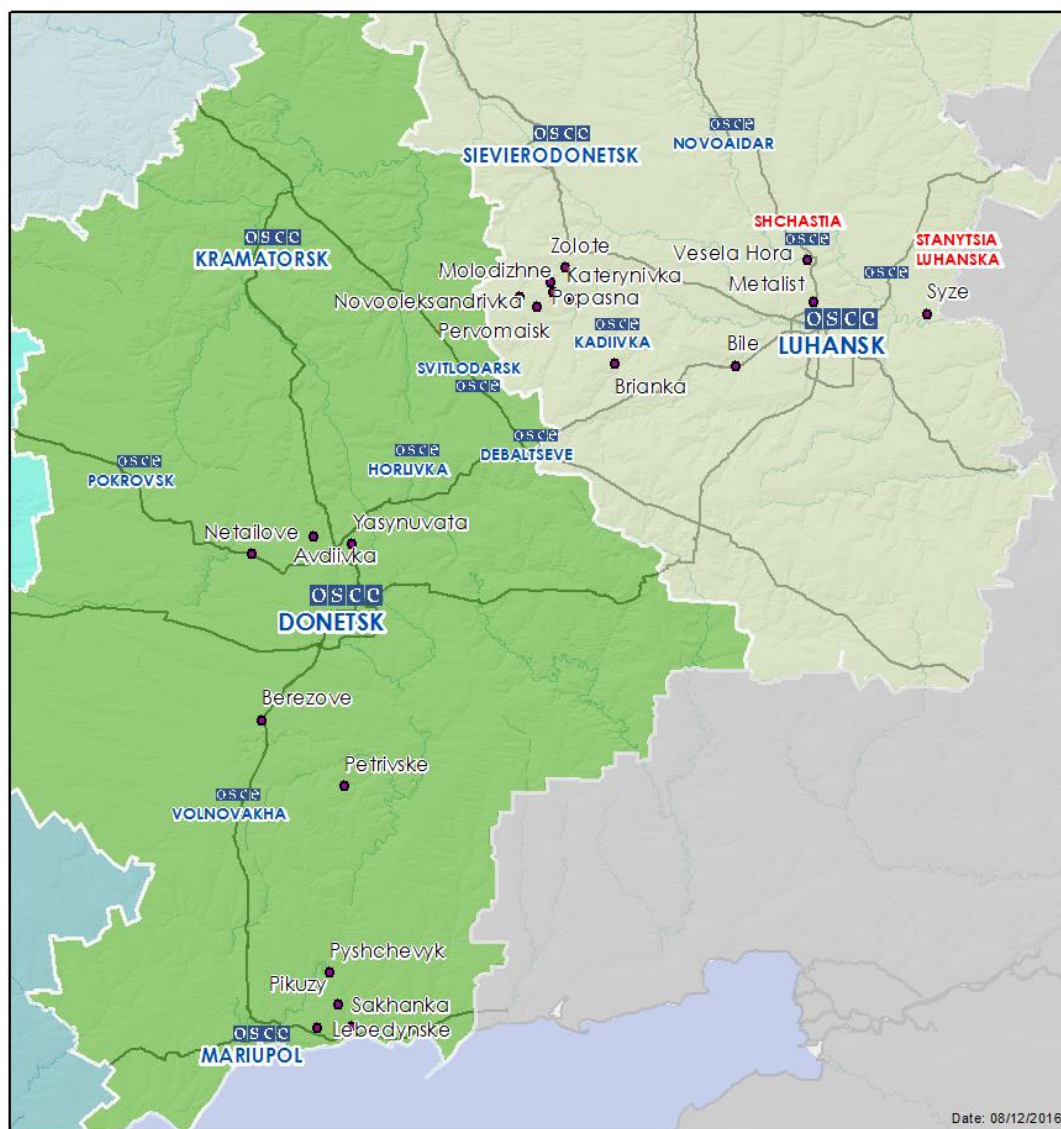 OSCE
SIEVIERODONETSK
OSCE
NOVOAIDAR
SHCHASTIA
OSCE
STANYTSIA
LUHANSKA
OSCE
OSCE
KRAMATORSK
Zolote
Vesela Hora
Molodizhne
Katerynivka
Metalist
Novooleksandrivka
Popasna
Syze
Pervomaisk
OSCE
KADIIVKA
OSCE
LUHANSK
Bile
SVITLODARSK
OSCE
Brianka
OSCE
DEBALTSEVE
OSCE
HORLIVKA
OSCE
POKROVSK
Netailove
Yasynuvata
Avdiivka
OSCE
DONETSK
Berezove
Petrivske
OSCE
VOLNOVAKHA
Pyshchevyk
Pikuzy
Sakhanka
Lebedynske
OSCE
MARIUPOL
Date: 08/12/2016